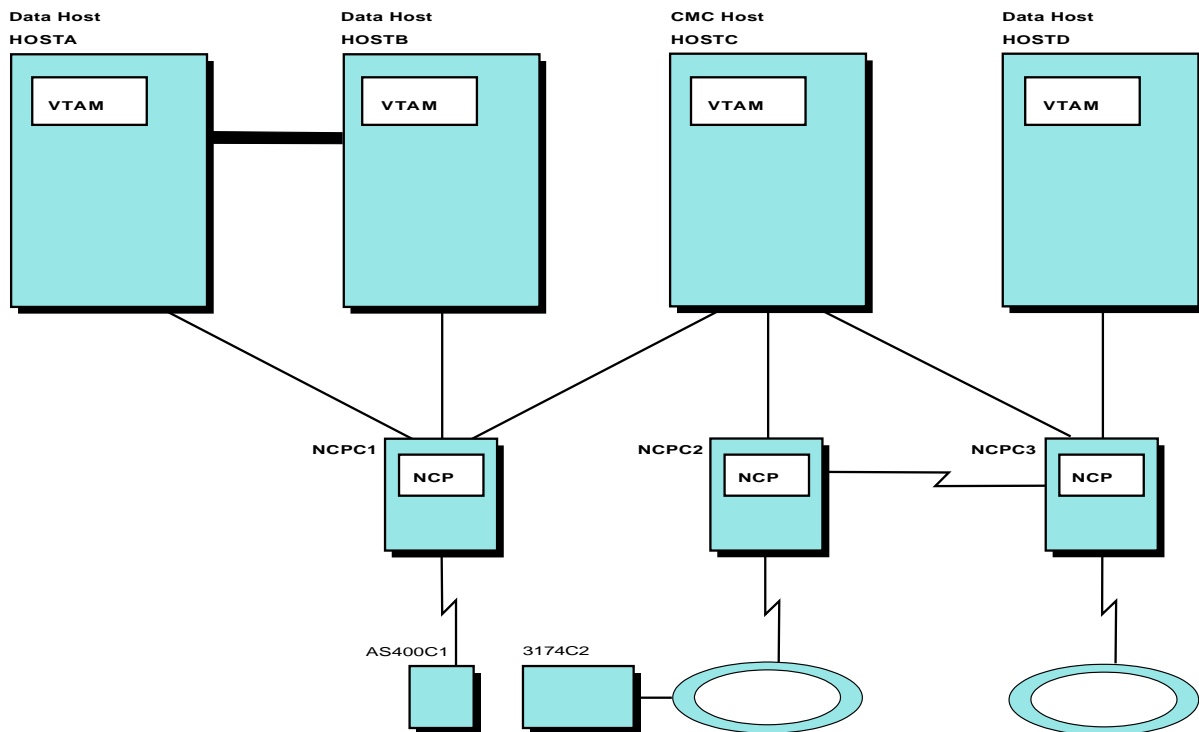 Data Host
HOSTA
Data Host
HOSTB
CMC Host
HOSTC
Data Host
HOSTD
VTAM
VTAM
VTAM
VTAM
NCPC1
NCP
NCPC2
NCP
NCPC3
NCP
AS400C1
3174C2